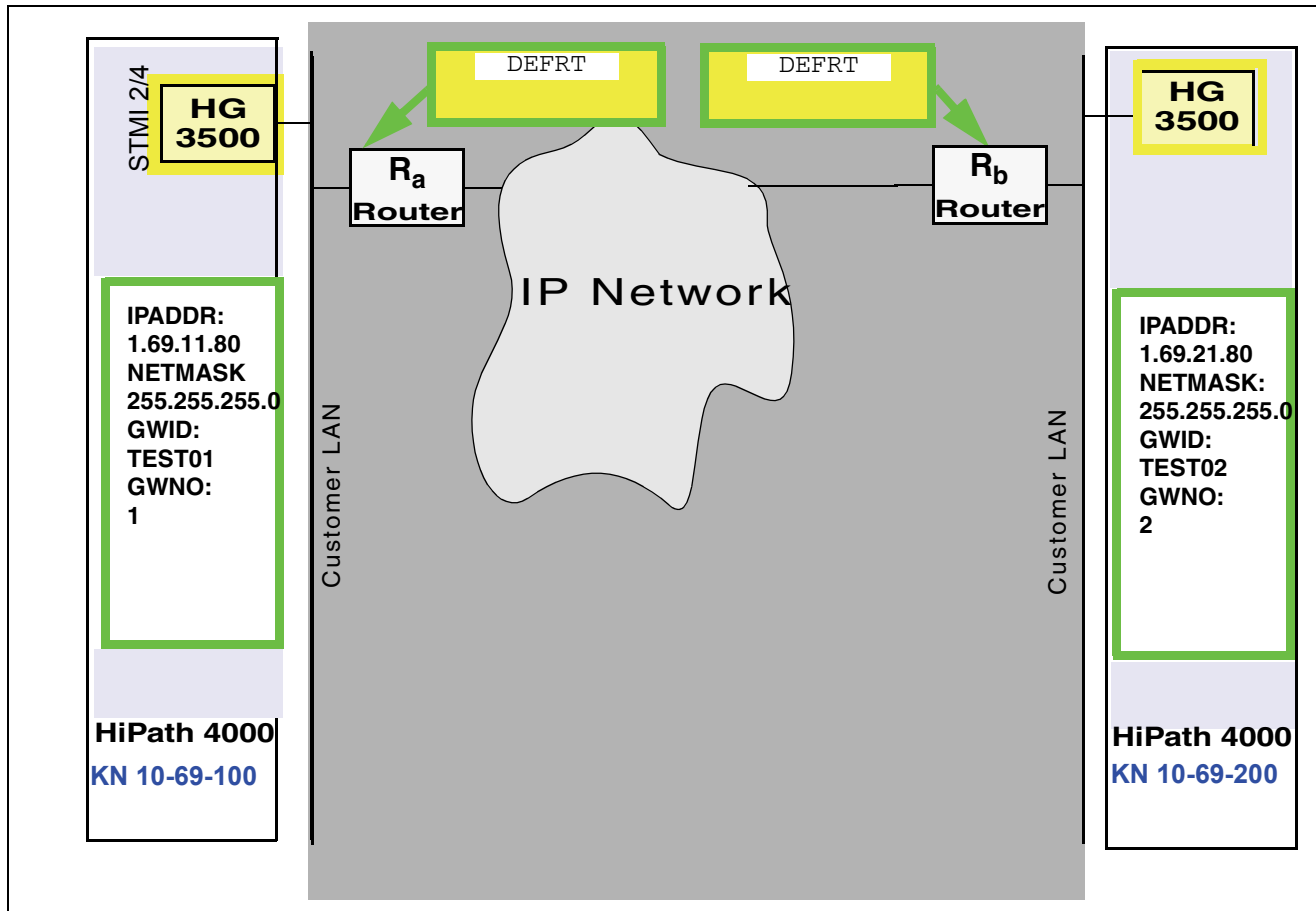 STMI 2/4
HG
3500
DEFRT
DEFRT
HG
3500
Ra
Router
Rb
Router
IP Network
IPADDR:
1.69.11.80
NETMASK
255.255.255.0
GWID:
TEST01
GWNO:
1
Customer LAN
Customer LAN
IPADDR:
1.69.21.80
NETMASK:
255.255.255.0
GWID:
TEST02
GWNO:
2
HiPath 4000
KN 10-69-100
HiPath 4000
KN 10-69-200